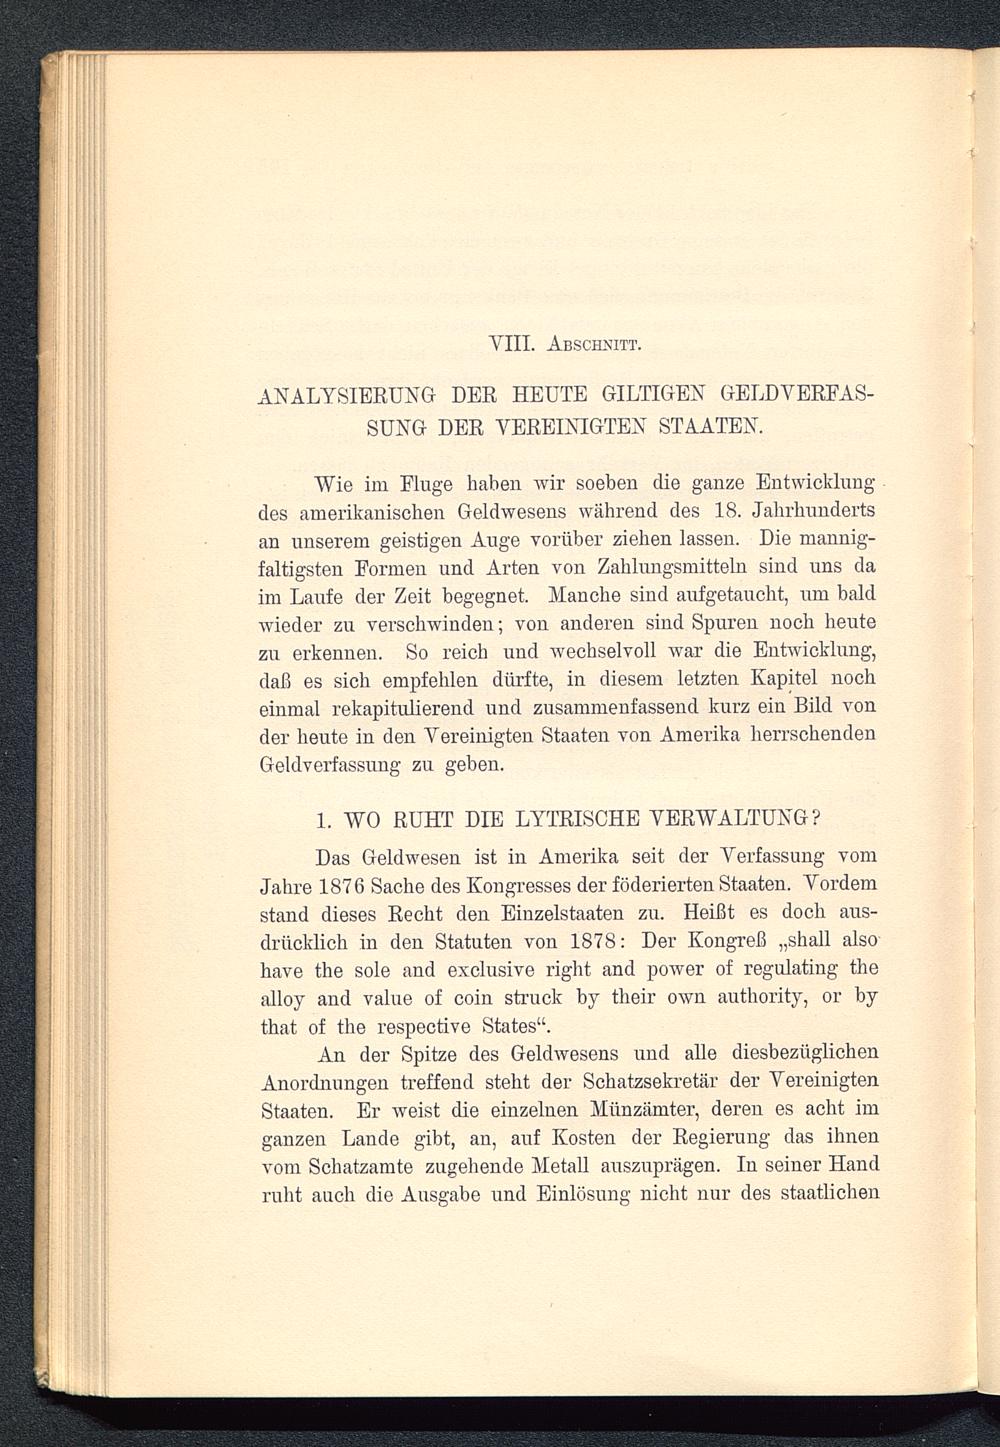 VIII. Abschnitt.
ANALYSIERUNG DER HEUTE GILTIGEN GELDVERFAS-
SUNG DER VEREINIGTEN STAATEN.
Wie im Fluge haben wir soeben die ganze Entwicklung
des amerikanischen Geldwesens während des 18. Jahrhunderts
an unserem geistigen Auge vorüber ziehen lassen. Die mannig-
faltigsten Formen und Arten von Zahlungsmitteln sind uns da
im Laufe der Zeit begegnet. Manche sind aufgetaucht, um bald
wieder zu verschwinden; von anderen sind Spuren noch heute
zu erkennen. So reich und wechselvoll war die Entwicklung,
daß es sich empfehlen dürfte, in diesem letzten Kapitel noch
einmal rekapitulierend und zusammenfassend kurz ein Bild von
der heute in den Vereinigten Staaten von Amerika herrschenden
Geldverfassung zu geben.
1. WO RUHT DIE LYTRISCHE VERWALTUNG?
Das Geldwesen ist in Amerika seit der Verfassung vom
Jahre 1876 Sache des Kongresses der föderierten Staaten. Vordem
stand dieses Recht den Einzelstaaten zu. Heißt es doch aus-
drücklich in den Statuten von 1878: Der Kongreß „shall also
have the sole and exclusive right and power of regulating the
alloy and value of coin struck by their own authority, or by
that of the respective States“.
An der Spitze des Geldwesens und alle diesbezüglichen
Anordnungen treffend steht der Schatzsekretär der Vereinigten
Staaten. Er weist die einzelnen Münzämter, deren es acht im
ganzen Lande gibt, an, auf Kosten der Regierung das ihnen
vom Schatzamte zugehende Metall auszuprägen. In seiner Hand
ruht auch die Ausgabe und Einlösung nicht nur des staatlichen